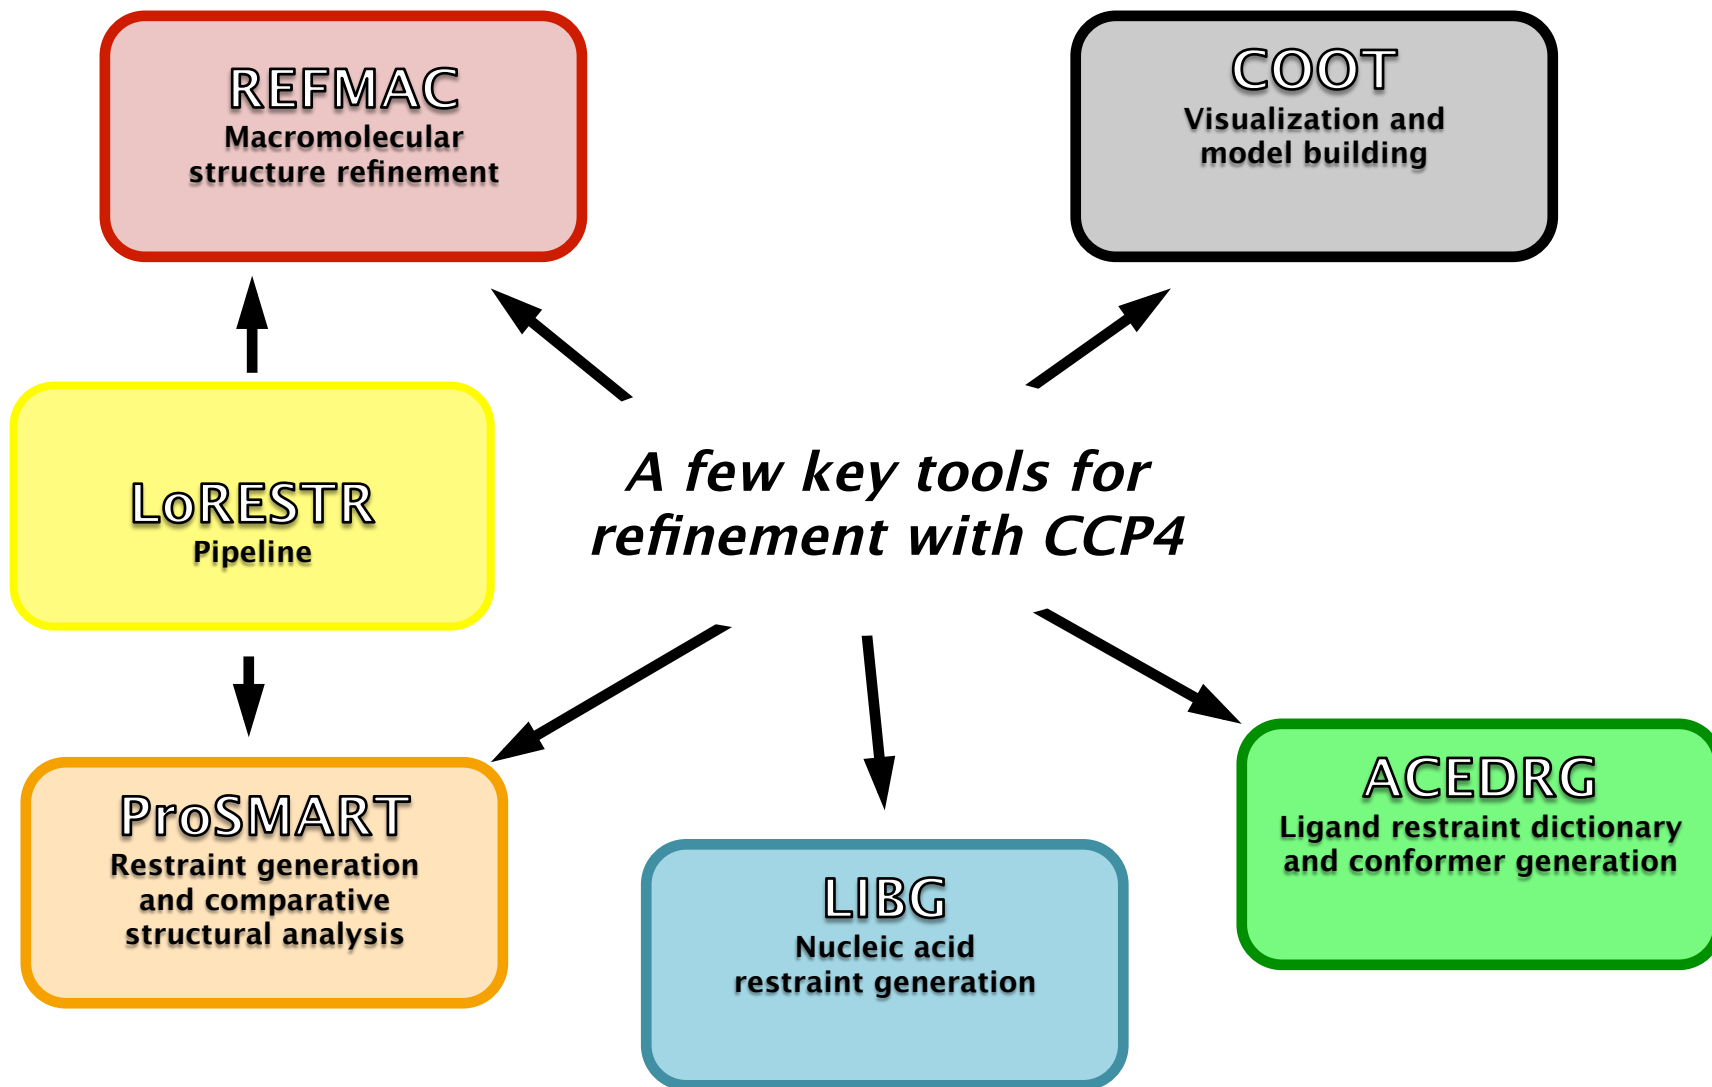 REFMAC
Macromolecular
structure refinement
COOT
Visualization and
model building
LoRESTR
Pipeline
A few key tools for
refinement with CCP4
ProSMART
Restraint generation
and comparative
structural analysis
LIBG
Nucleic acid
restraint generation
ACEDRG
Ligand restraint dictionary
and conformer generation